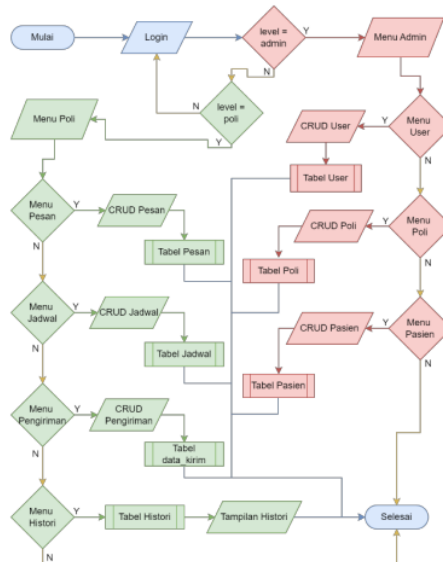 Mulai
Login
level =
admin
Y
Menu Admin
N
level =
poli
N
Y
Menu Poli
Menu
User
Y
CRUD User
Tabel User
N
Menu
Pesan
Y
CRUD Pesan
Tabel Pesan
N
Menu
Poli
Y
CRUD Poli
Tabel Poli
N
Menu
Jadwal
Y
CRUD Jadwal
Tabel Jadwal
N
Menu
Pasien
Y
CRUD Pasien
Tabel Pasien
N
Menu
Pengiriman
Y
CRUD
Pengiriman
Tabel
data_kirim
N
Menu
Histori
Y
Tabel Histori
Tampilan Histori
Selesai
N
N